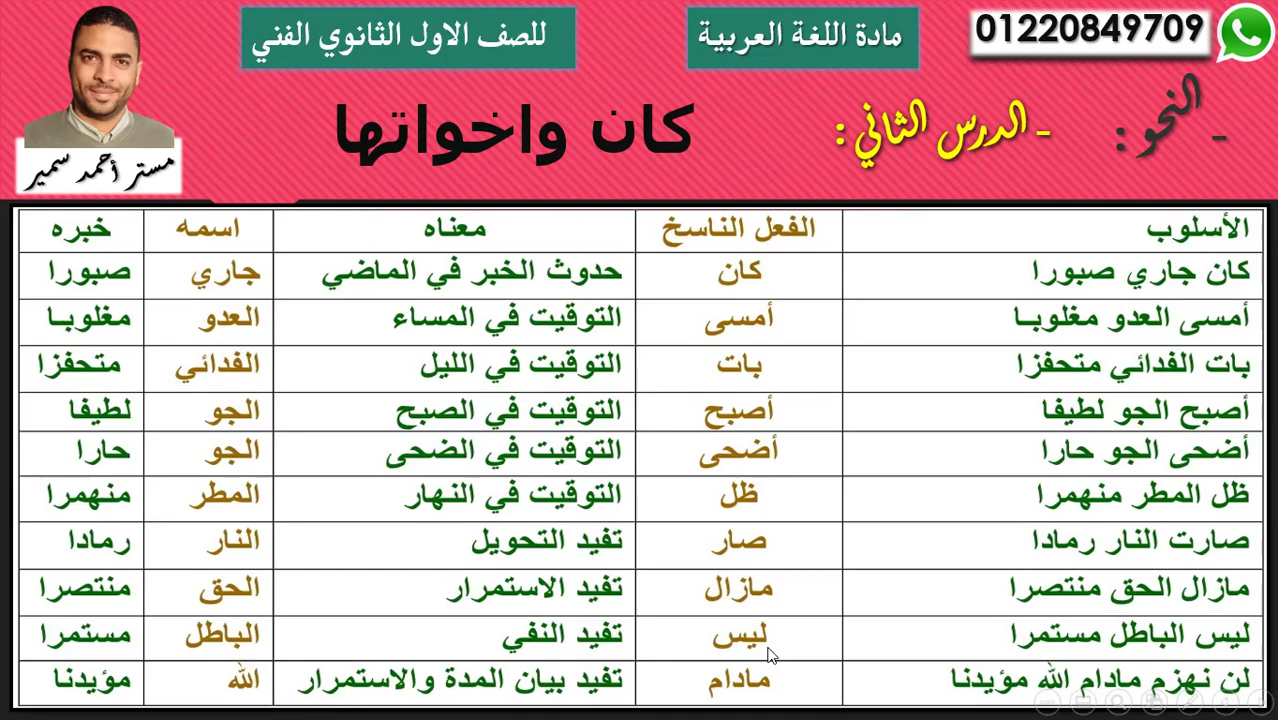 01220849709
مادة اللغة العربية
للصف الاول الثانوي الفني
- النحو :
- الدرس الثاني :
كان واخواتها
مستر أحمد سمير
الأسلوب الفعل الناسخ معناه اسمه خبره
كان جاري صبورا كان حدوث الخبر في الماضي جاري صبورا
أمسى العدو مغلوبـا أمسى التوقيت في المساء العدو مغلوبـا
بات الفدائي متحفزا بات التوقيت في الليل الفدائي متحفزا
أصبح الجو لطيفا أصبح التوقيت في الصبح الجو لطيفا
أضحى الجو حارا أضحى التوقيت في الضحى الجو حارا
ظل المطر منهمرا ظل التوقيت في النهار المطر منهمرا
صارت النار رمادا صار تفيد التحويل النار رمادا
مازال الحق منتصرا مازال تفيد الاستمرار الحق منتصرا
ليس الباطل مستمرا ليس تفيد النفي الباطل مستمرا
لن نهزم مادام الله مؤيدنا مادام تفيد بيان المدة والاستمرار الله مؤيدنا